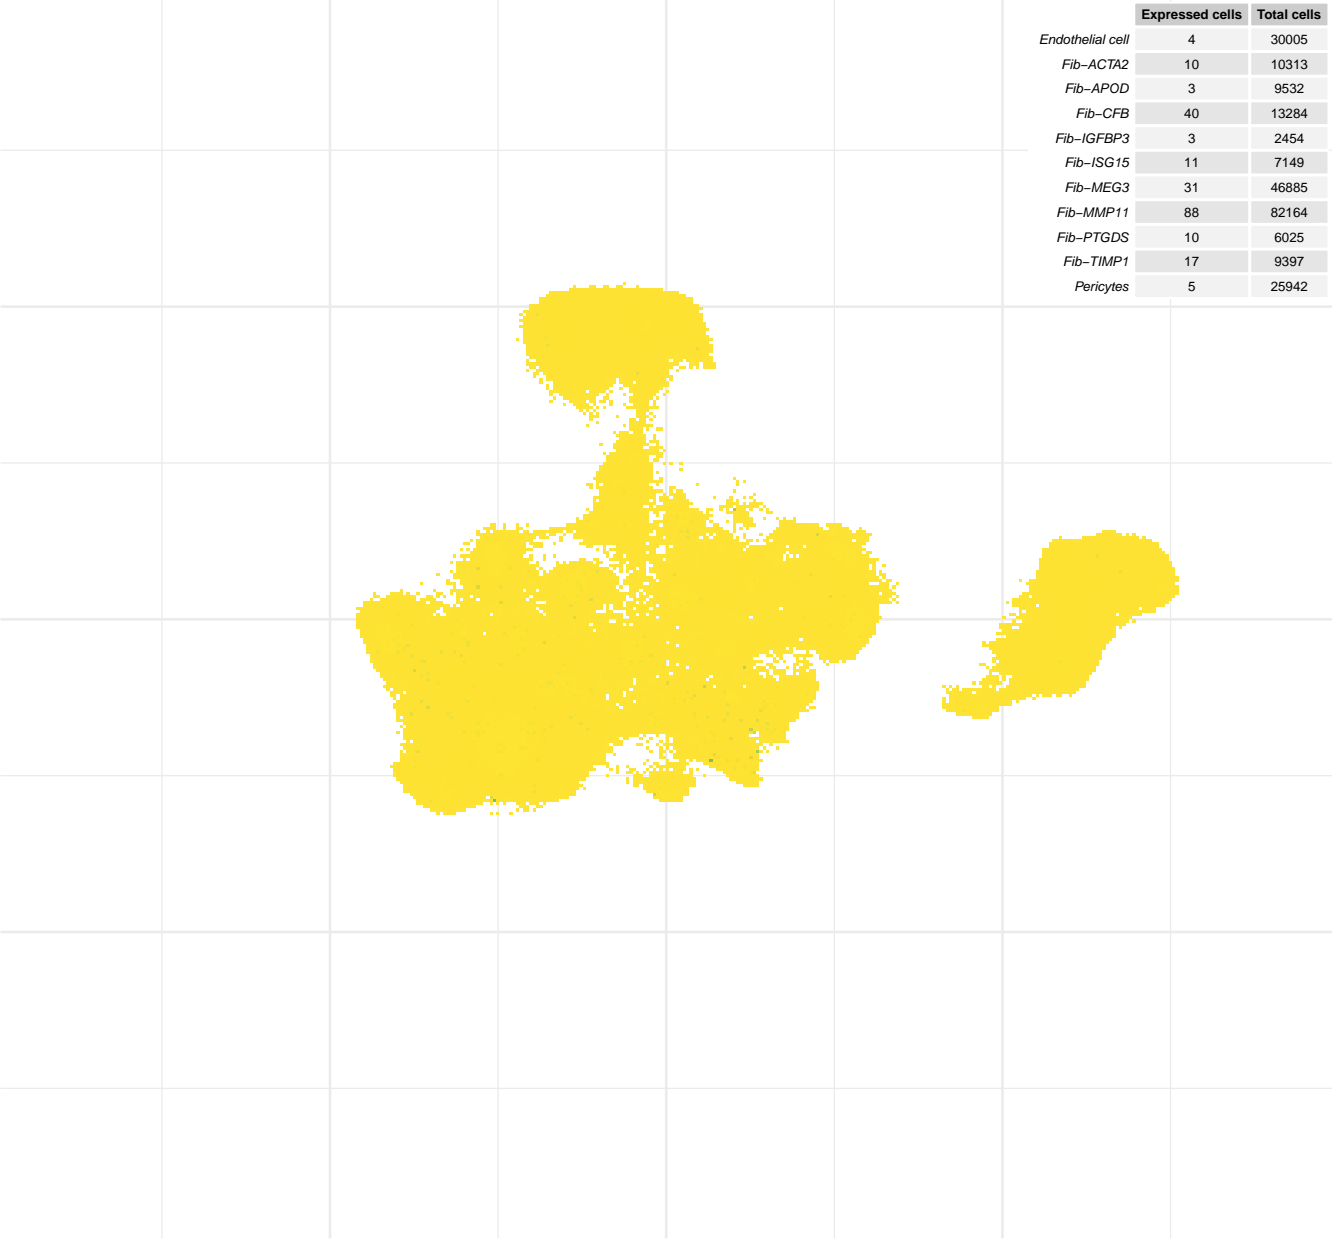 Expressed cells Total cells
Endothelial cell 4 30005
Fib−ACTA2 10 10313
Fib−APOD 3 9532
Fib−CFB 40 13284
Fib−IGFBP3 3 2454
Fib−ISG15 11 7149
Fib−MEG3 31 46885
Fib−MMP11 88 82164
Fib−PTGDS 10 6025
Fib−TIMP1 17 9397
Pericytes 5 25942